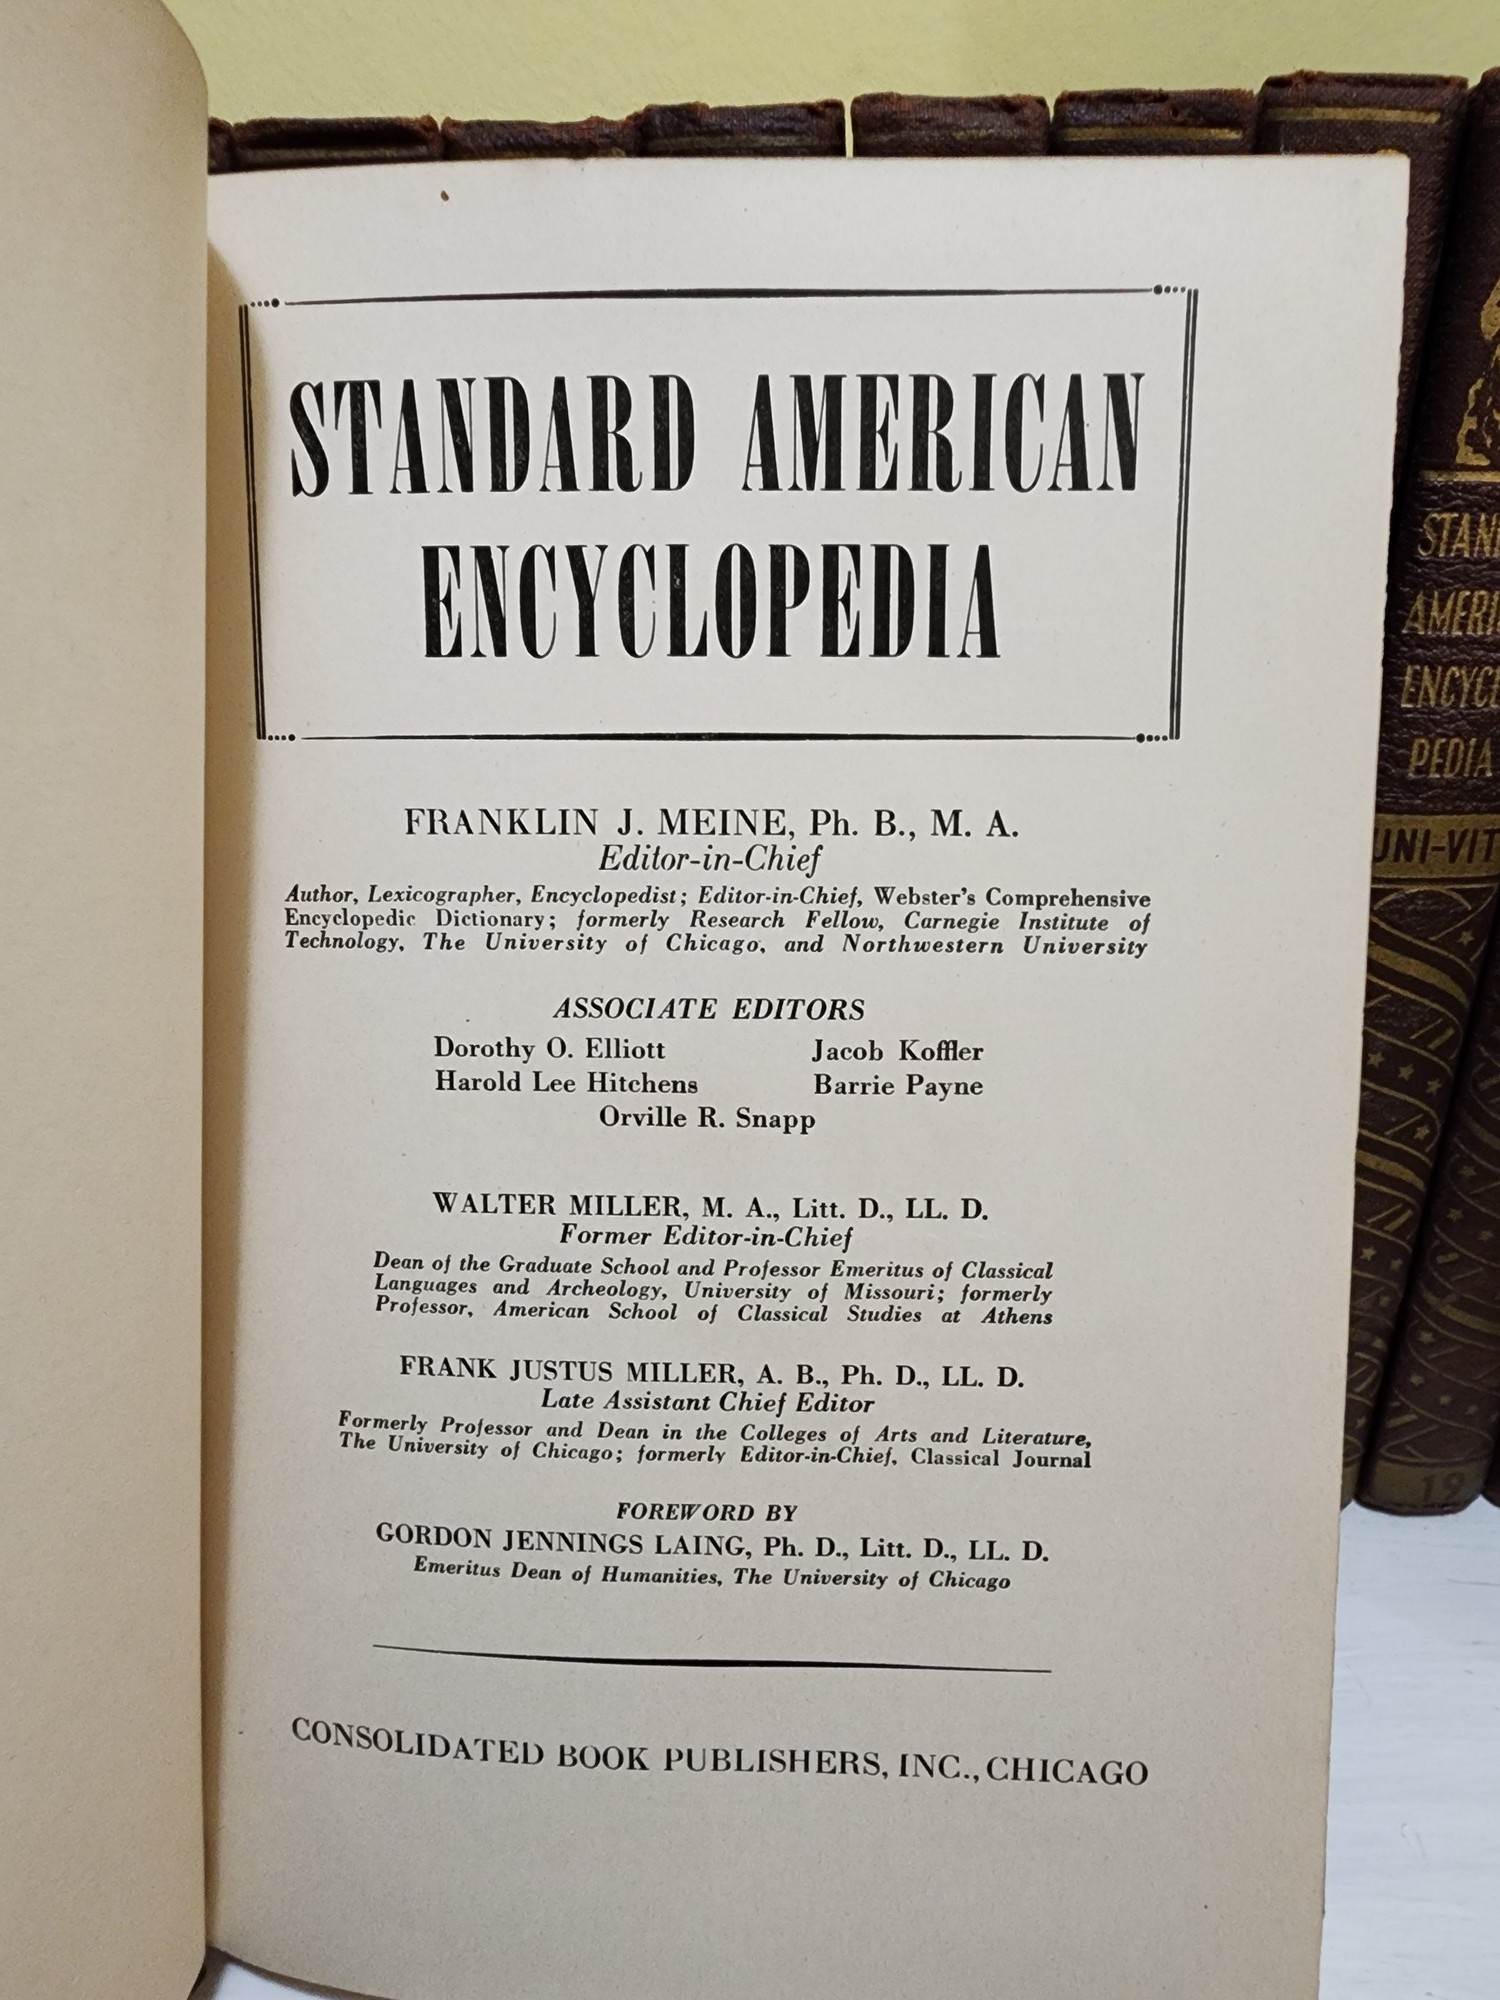 STANDARD AMERICAN
ENCYCLOPEDIA
FRANKLIN J. MEINE, Ph. B., M. A.
Editor-in-Chief
Author, Lexicographer, Encyclopedist; Editor-in-Chief, Webster's Comprehensive
Encyclopedic Dictionary; formerly Research Fellow, Carnegie Institute of
Technology, The University of Chicago, and Northwestern University
ASSOCIATE EDITORS
Dorothy O. Elliott Jacob Koffler
Harold Lee Hitchens Barrie Payne
Orville R. Snapp
WALTER MILLER, M. A., Litt. D., LL. D.
Former Editor-in-Chief
Dean of the Graduate School and Professor Emeritus of Classical
Languages and Archeology, University of Missouri; formerly
Professor, American School of Classical Studies at Athens
FRANK JUSTUS MILLER, A. B., Ph. D., LL. D.
Late Assistant Chief Editor
Formerly Professor and Dean in the Colleges of Arts and Literature,
The University of Chicago; formerly Editor-in-Chief, Classical Journal
FOREWORD BY
GORDON JENNINGS LAING, Ph. D., Litt. D., LL. D.
Emeritus Dean of Humanities, The University of Chicago
CONSOLIDATED BOOK PUBLISHERS, INC., CHICAGO
STAN
AMERI
ENCYCL
PEDIA
UNI-VIT